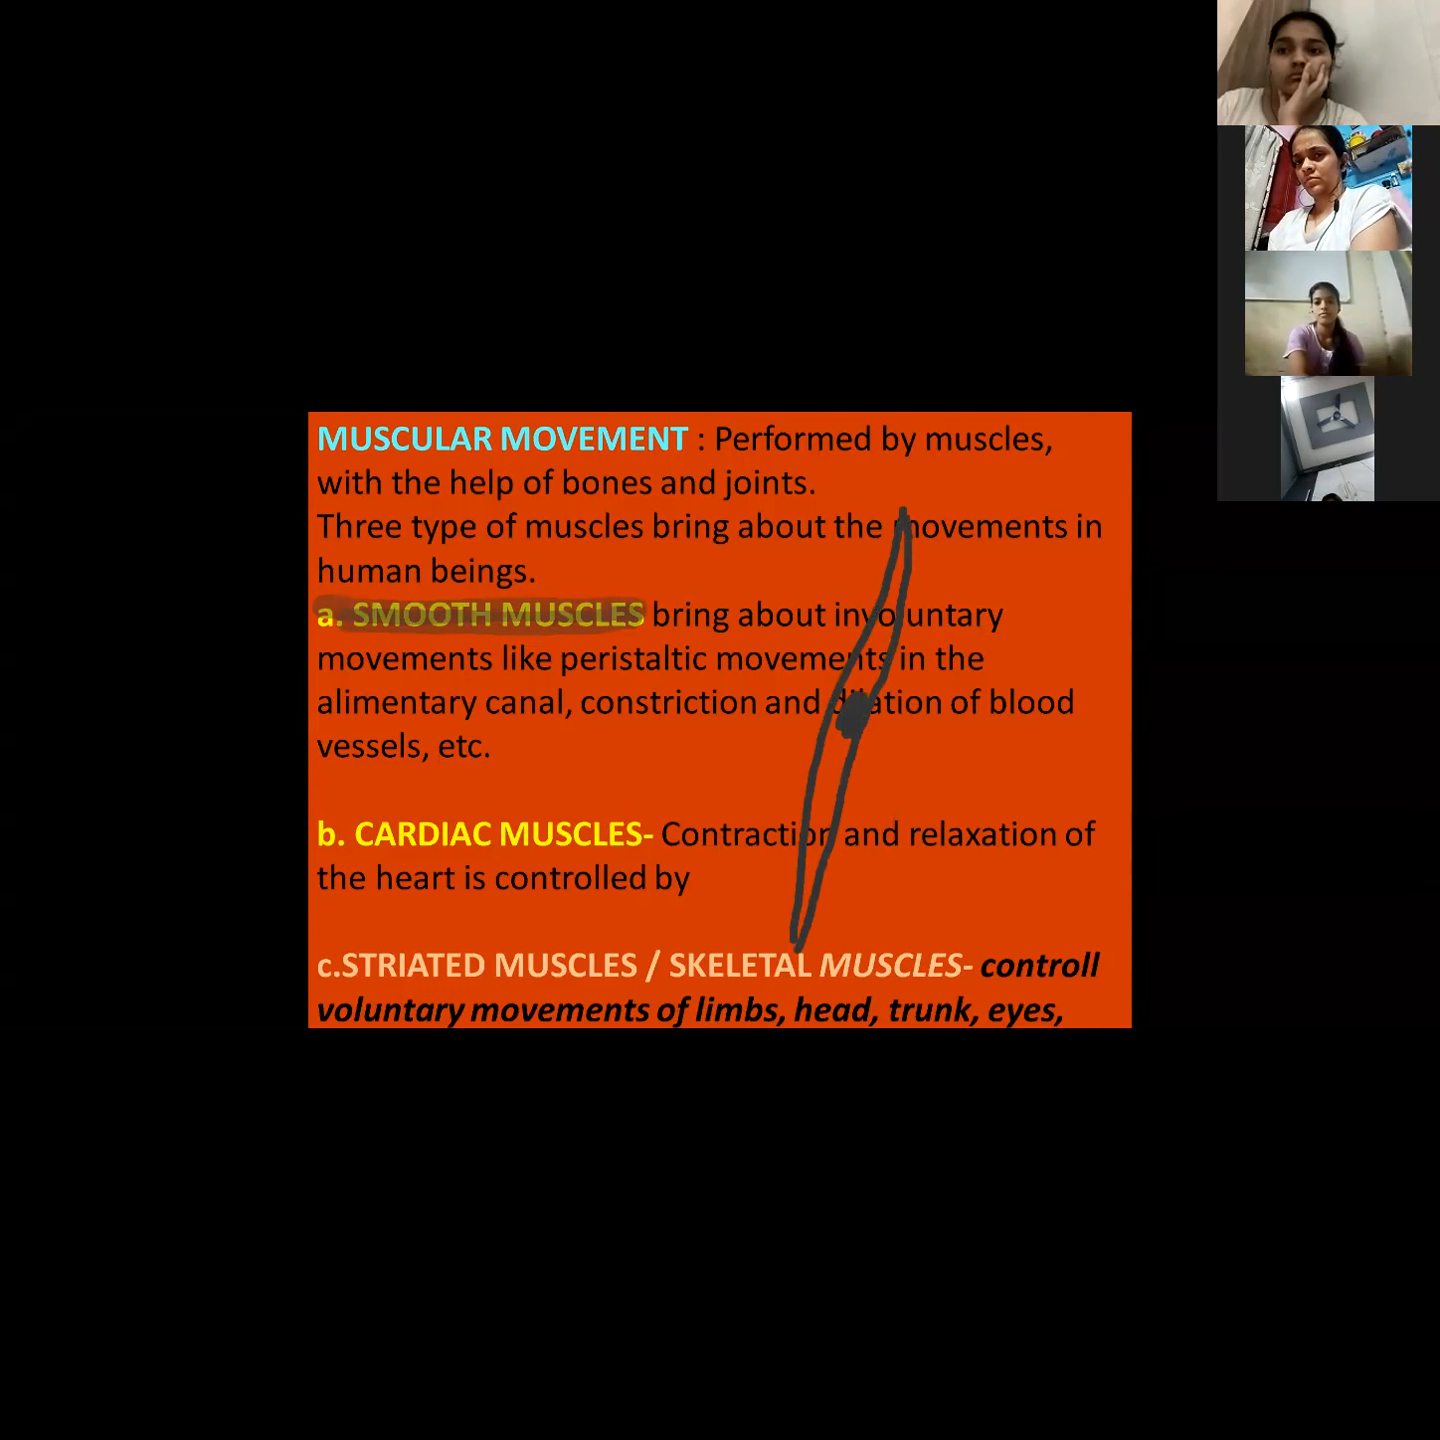 MUSCULAR MOVEMENT : Performed by muscles,
with the help of bones and joints.
Three type of muscles bring about the movements in
human beings.
a. SMOOTH MUSCLES bring about involuntary
movements like peristaltic movements in the
alimentary canal, constriction and dilation of blood
vessels, etc.
b. CARDIAC MUSCLES- Contraction and relaxation of
the heart is controlled by
c.STRIATED MUSCLES / SKELETAL MUSCLES- controll
voluntary movements of limbs, head, trunk, eyes,